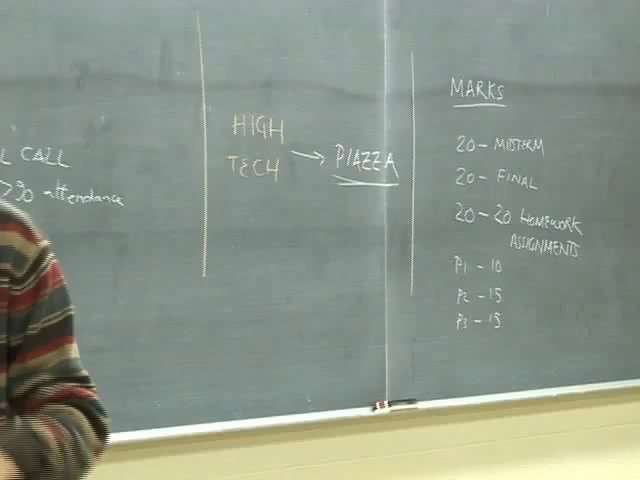 L CALL
attendance
HIGH
TECH → PIAZZA
MARKS
20 - MIDTERM
20 - FINAL
20 - 20 HOMEWORK
ASSIGNMENTS
P1 - 10
P2 - 15
P3 - 15